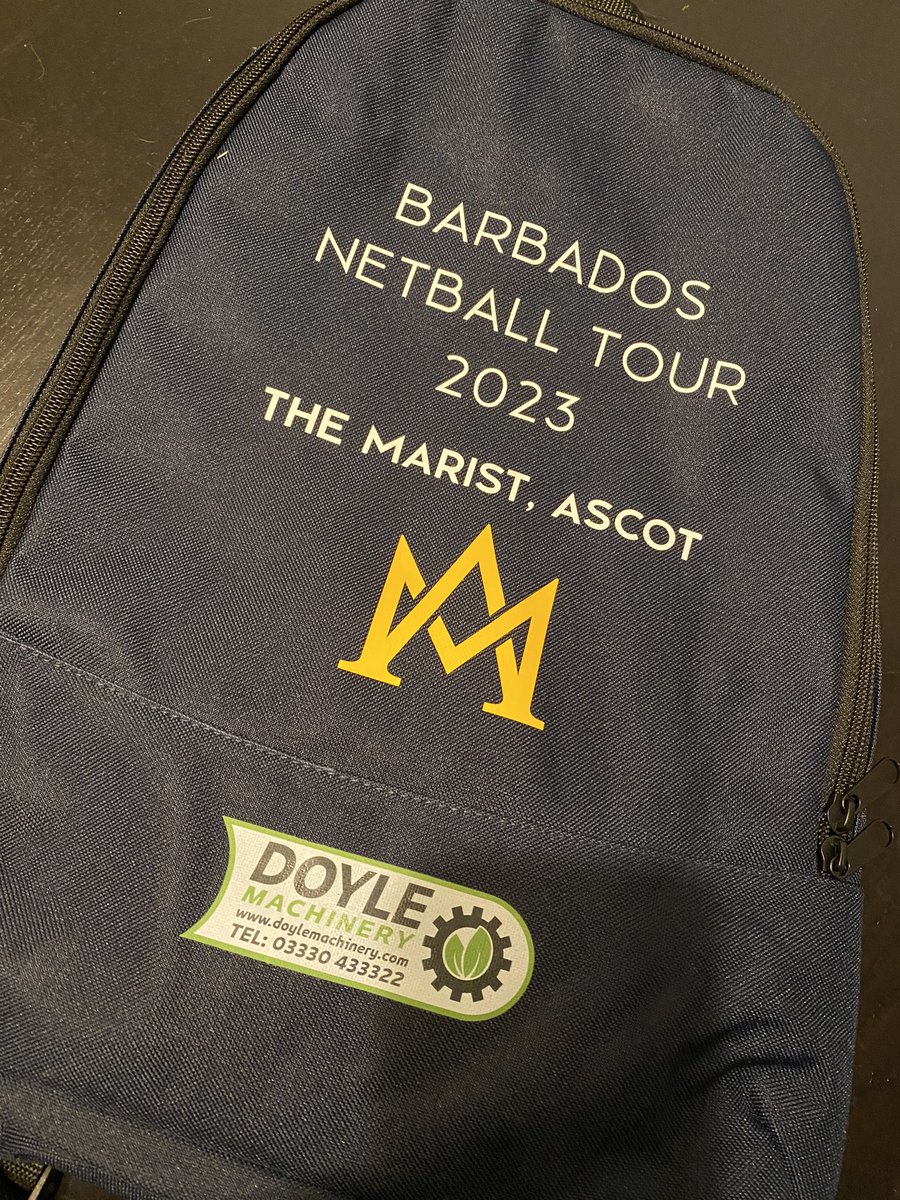 BARBADOS
NETBALL TOUR
2023
THE MARIST, ASCOT
DOYLE
MACHINERY
www.doylemachinery.com
TEL: 03330 433322